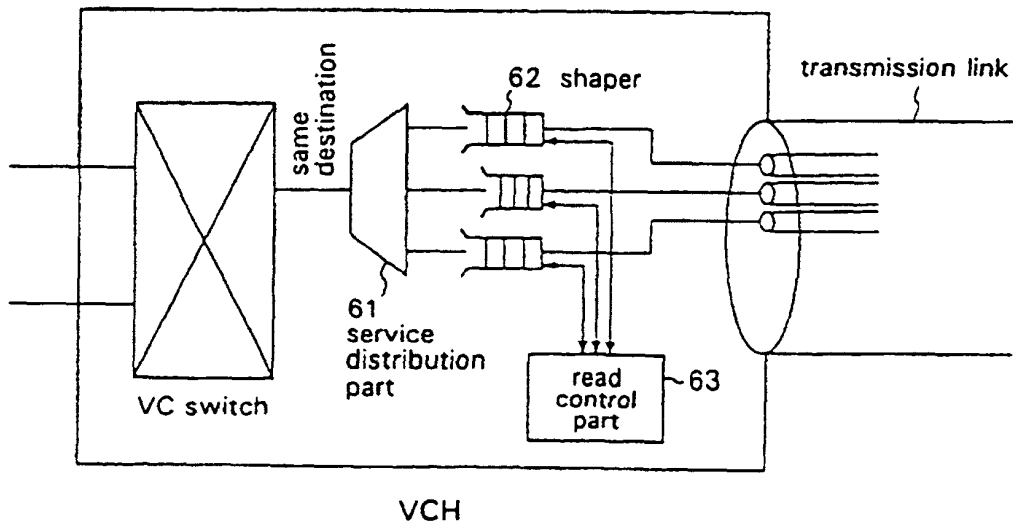 62 shaper
transmission link
same
destination
61
service
distribution
part
VC switch
read
control
part
63
VCH